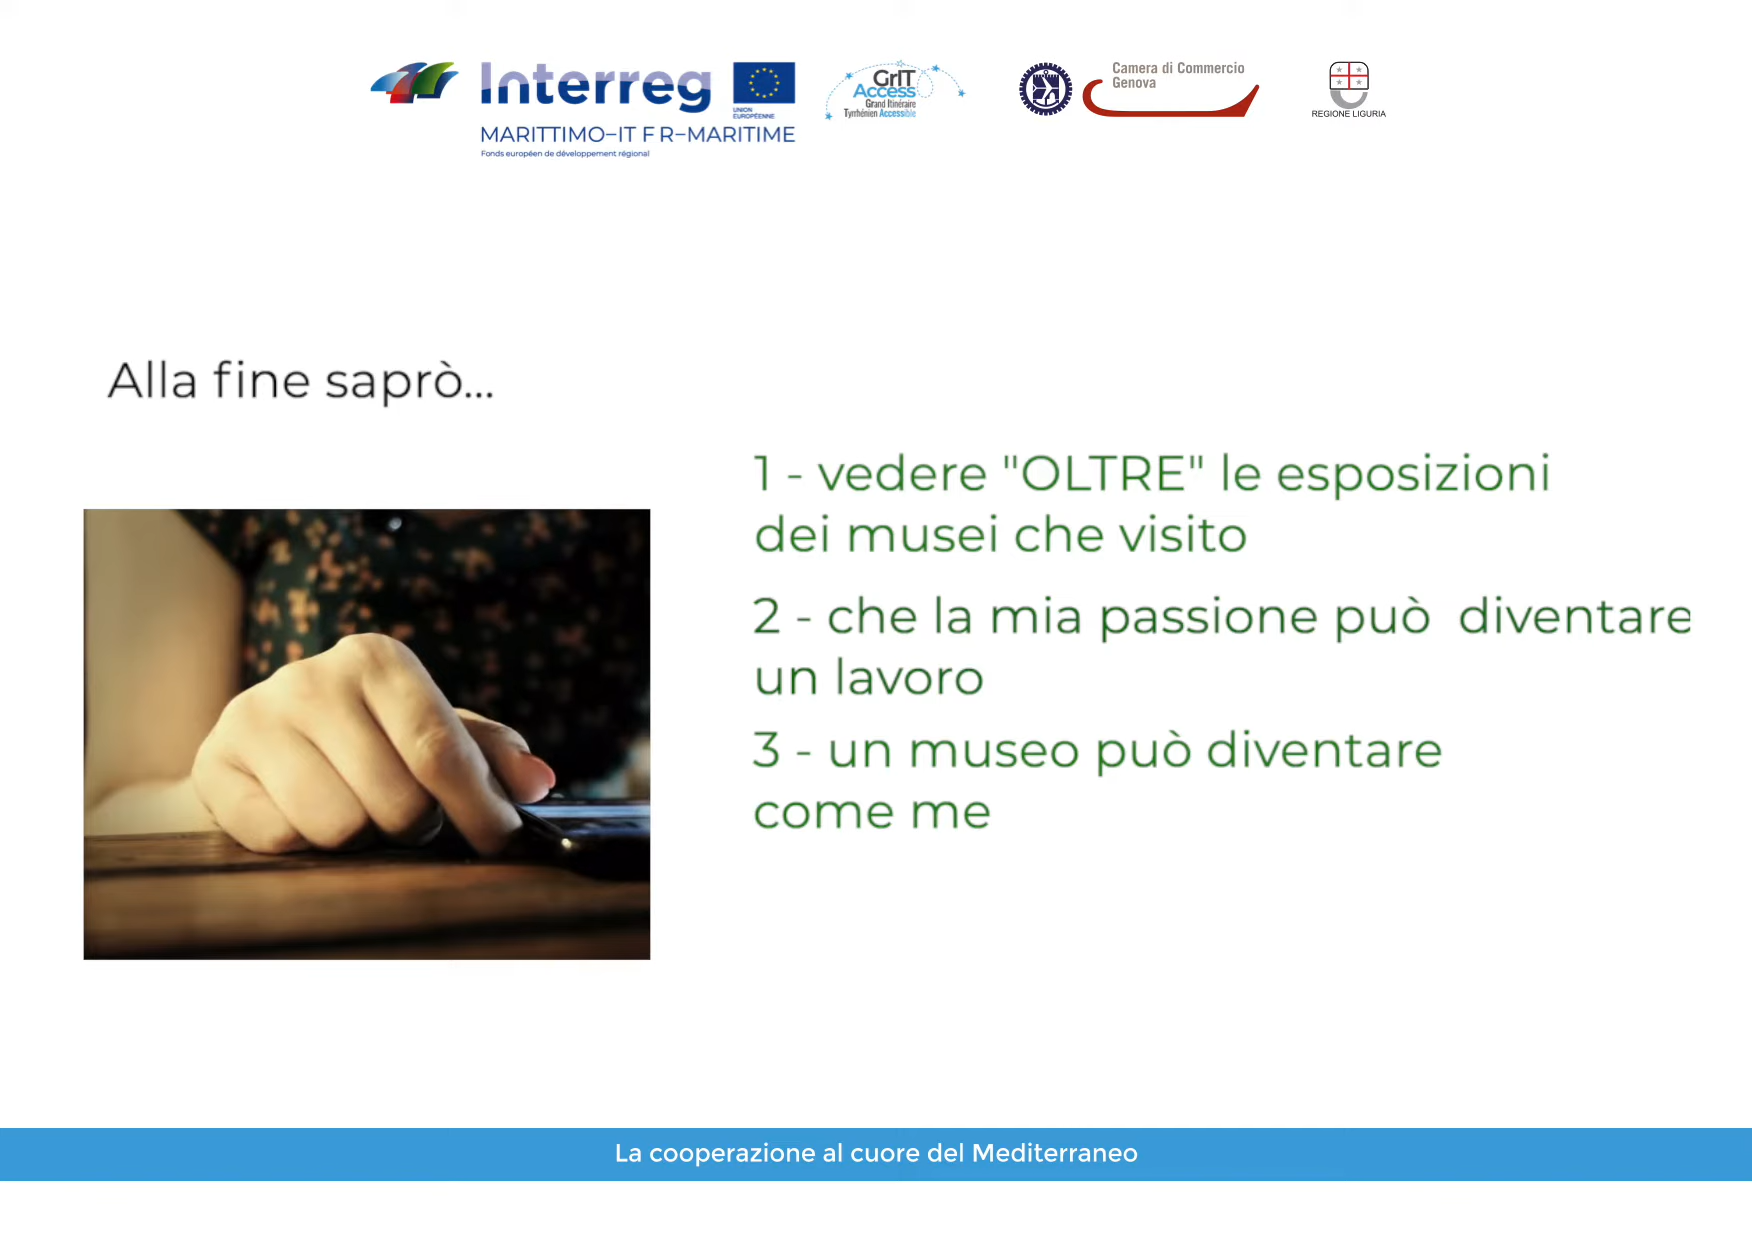 Interreg
UNION
EUROPÉENNE
MARITTIMO-IT F R-MARITIME
Fonds européen de développement régional
GrIT
Access
Grand Itinéraire
Tyrrhénien Accessible
Camera di Commercio
Genova
REGIONE LIGURIA
Alla fine saprò...
1 - vedere "OLTRE" le esposizioni
dei musei che visito
2 - che la mia passione può diventare
un lavoro
3 - un museo può diventare
come me
La cooperazione al cuore del Mediterraneo